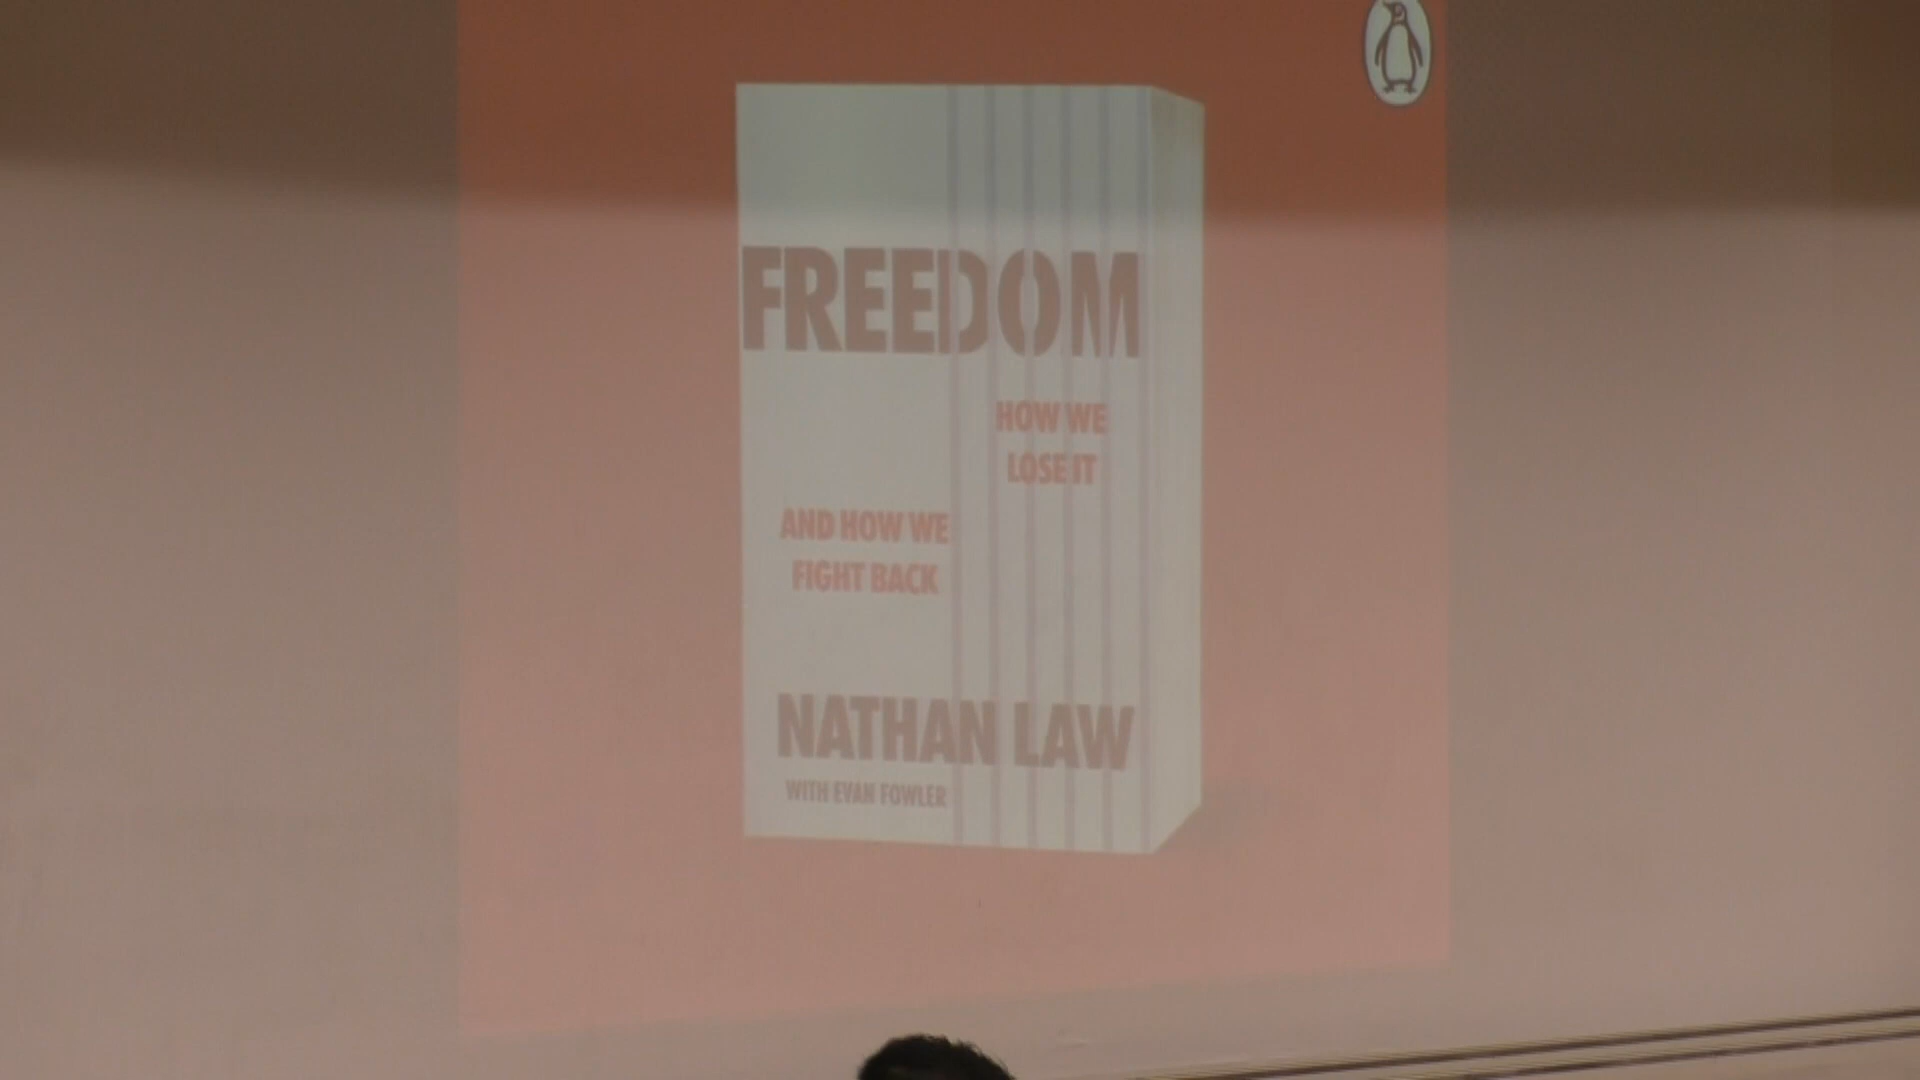 FREEDOM
HOW WE
LOSE IT
AND HOW WE
FIGHT BACK
NATHAN LAW
WITH EVAN FOWLER